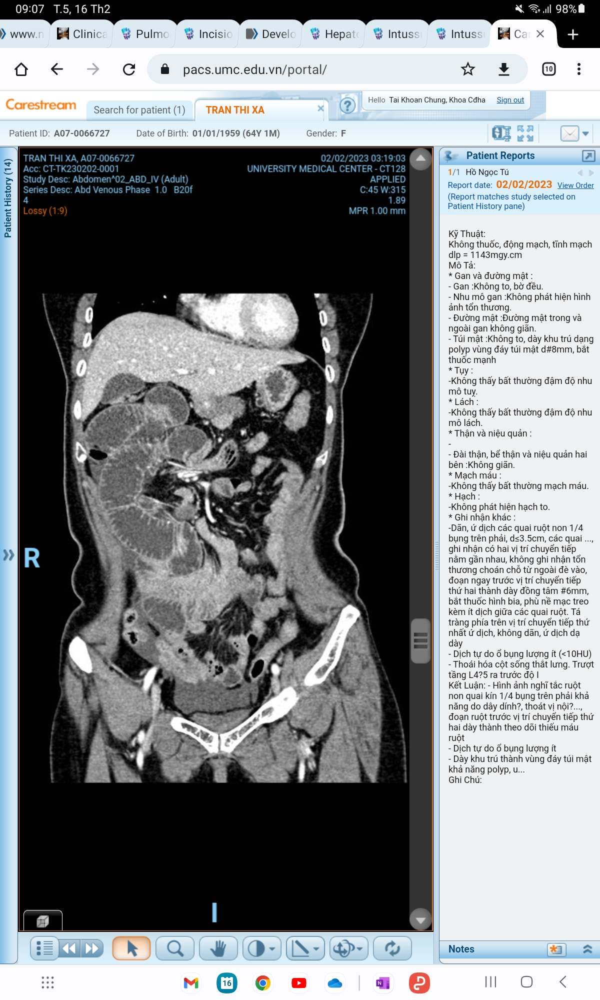 09:07 T.5, 16 Th2
98%
www.n
Clinica
Pulmo
Incisio
Develo
Hepato
Intuss
Intuss
Ca
pacs.umc.edu.vn/portal/
10
Carestream
Search for patient (1)
TRAN THI XA
Hello Tai Khoan Chung, Khoa Cđha Sign out
Patient ID: A07-0066727 Date of Birth: 01/01/1959 (64Y 1M) Gender: F
Patient History (14)
TRAN THI XA, A07-0066727
Acc: CT-TK230202-0001
Study Desc: Abdomen^02_ABD_IV (Adult)
Series Desc: Abd Venous Phase 1.0 B20f
4
Lossy (1:9)
02/02/2023 03:19:03
UNIVERSITY MEDICAL CENTER - CT128
APPLIED
C:45 W:315
1.89
MPR 1.00 mm
R
Patient Reports
1/1 Hồ Ngọc Tú
Report date: 02/02/2023 View Order
(Report matches study selected on
Patient History pane)
Kỹ Thuật:
Không thuốc, động mạch, tĩnh mạch
dlp = 1143mgy.cm
Mô Tả:
* Gan và đường mật :
- Gan :Không to, bờ đều.
- Nhu mô gan :Không phát hiện hình
ảnh tổn thương.
- Đường mật :Đường mật trong và
ngoài gan không giãn.
- Túi mật :Không to, dày khu trú dạng
polyp vùng đáy túi mật d#8mm, bắt
thuốc mạnh
* Tụy :
-Không thấy bất thường đậm độ nhu
mô tuỵ.
* Lách :
-Không thấy bất thường đậm độ nhu
mô lách.
* Thận và niệu quản :
-
- Đài thận, bể thận và niệu quản hai
bên :Không giãn.
* Mạch máu :
-Không thấy bất thường mạch máu.
* Hạch :
-Không phát hiện hạch to.
* Ghi nhận khác :
-Dãn, ứ dịch các quai ruột non 1/4
bụng trên phải, d≤3.5cm, các quai ...,
ghi nhận có hai vị trí chuyển tiếp
nằm gần nhau, không ghi nhận tổn
thương choán chỗ từ ngoài đè vào,
đoạn ngay trước vị trí chuyển tiếp
thứ hai thành dày đồng tâm #6mm,
bắt thuốc hình bia, phù nề mạc treo
kèm ít dịch giữa các quai ruột. Tá
tràng phía trên vị trí chuyển tiếp thứ
nhất ứ dịch, không dãn, ứ dịch dạ
dày
- Dịch tự do ổ bụng lượng ít (<10HU)
- Thoái hóa cột sống thắt lưng. Trượt
tầng L4?5 ra trước độ I
Kết Luận: - Hình ảnh nghĩ tắc ruột
non quai kín 1/4 bụng trên phải khả
năng do dây dính?, thoát vị nội?...,
đoạn ruột trước vị trí chuyển tiếp thứ
hai dày thành theo dõi thiếu máu
ruột
- Dịch tự do ổ bụng lượng ít
- Dày khu trú thành vùng đáy túi mật
khả năng polyp, u...
Ghi Chú:
Notes
16
N